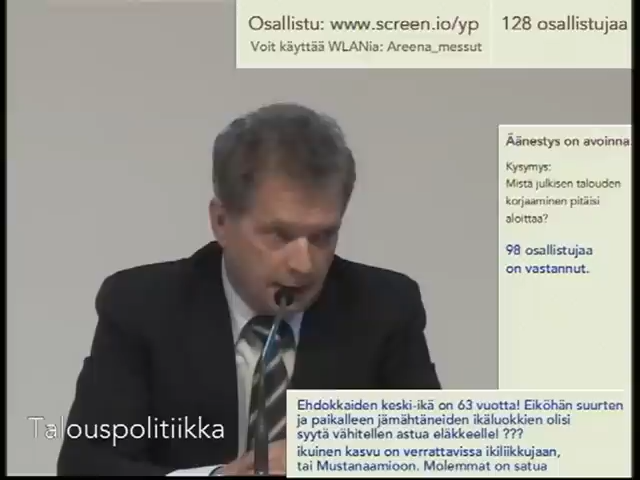 Osallistu: www.screen.io/yp
128 osallistujaa
Voit käyttää WLANia: Areena_messut
Äänestys on avoinna
Kysymys:
Mistä julkisen talouden
korjaaminen pitäisi
aloittaa?
98 osallistujaa
on vastannut.
Talouspolitiikka
Ehdokkaiden keski-ikä on 63 vuotta! Eiköhän suurten
ja paikalleen jämähtäneiden ikäluokkien olisi
syytä vähitellen astua eläkkeelle! ???
ikuinen kasvu on verrattavissa ikiliikkujaan,
tai Mustanaamioon. Molemmat on satua